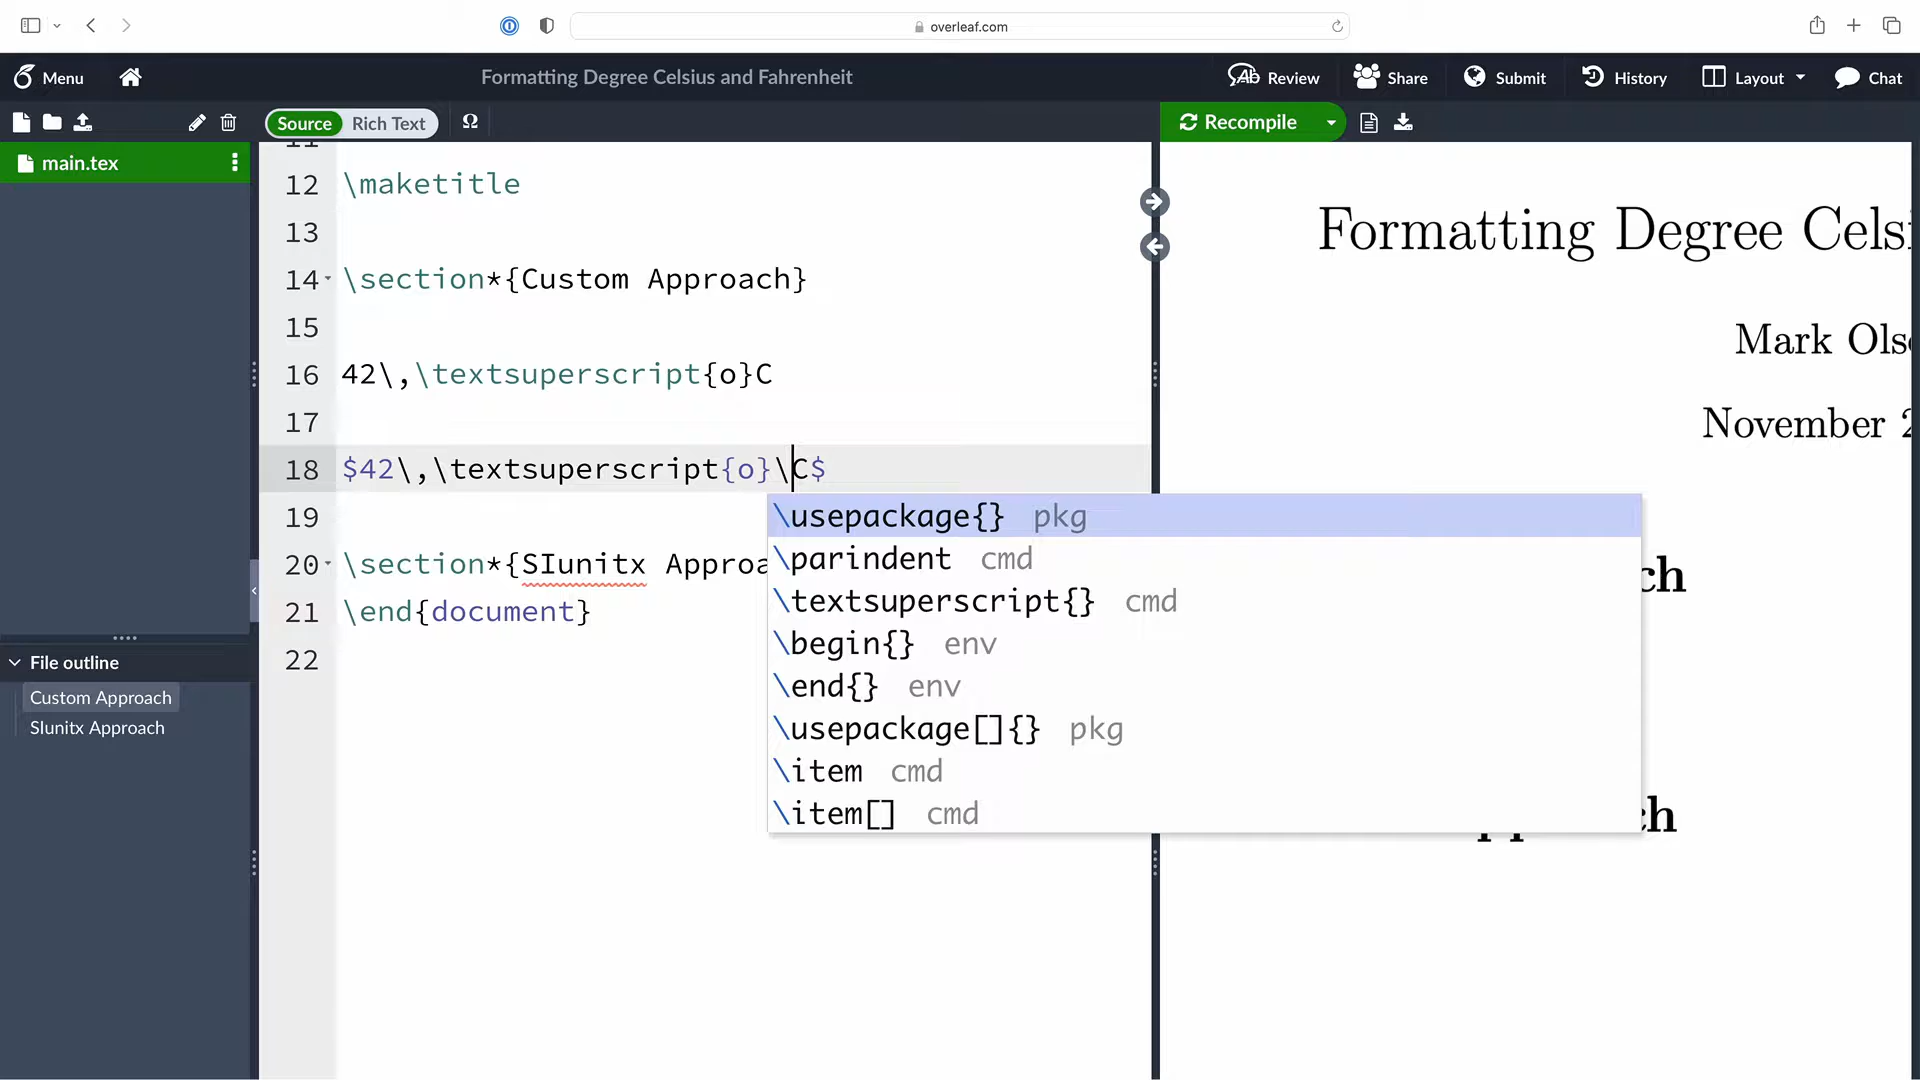 overleaf.com
Menu
Formatting Degree Celsius and Fahrenheit
Review
Share
Submit
History
Layout
Chat
Source Rich Text Ω
Recompile
main.tex
12 \maketitle
13
14 \section*{Custom Approach}
15
16 42\,\textsuperscript{o}C
17
18 $42\,\textsuperscript{o}\C$
19
20 \section*{SIunitx Approa
21 \end{document}
22
\usepackage{} pkg
\parindent cmd
\textsuperscript{} cmd
\begin{} env
\end{} env
\usepackage[]{} pkg
\item cmd
\item[] cmd
File outline
Custom Approach
SIunitx Approach
Formatting Degree Celsi
Mark Ols
November 2
ch